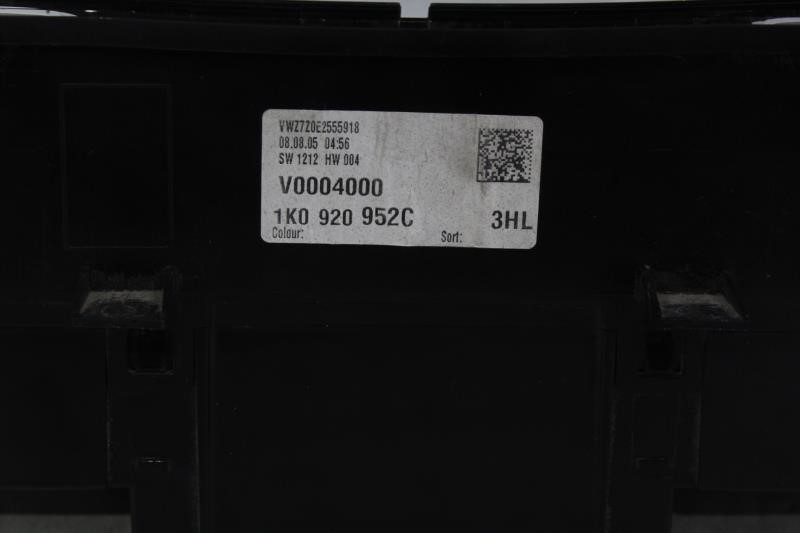 VWZ7Z0E2555918
08.08.05 04:56
SW 1212 HW 004
V0004000
1K0 920 952C 3HL
Colour: Sort: